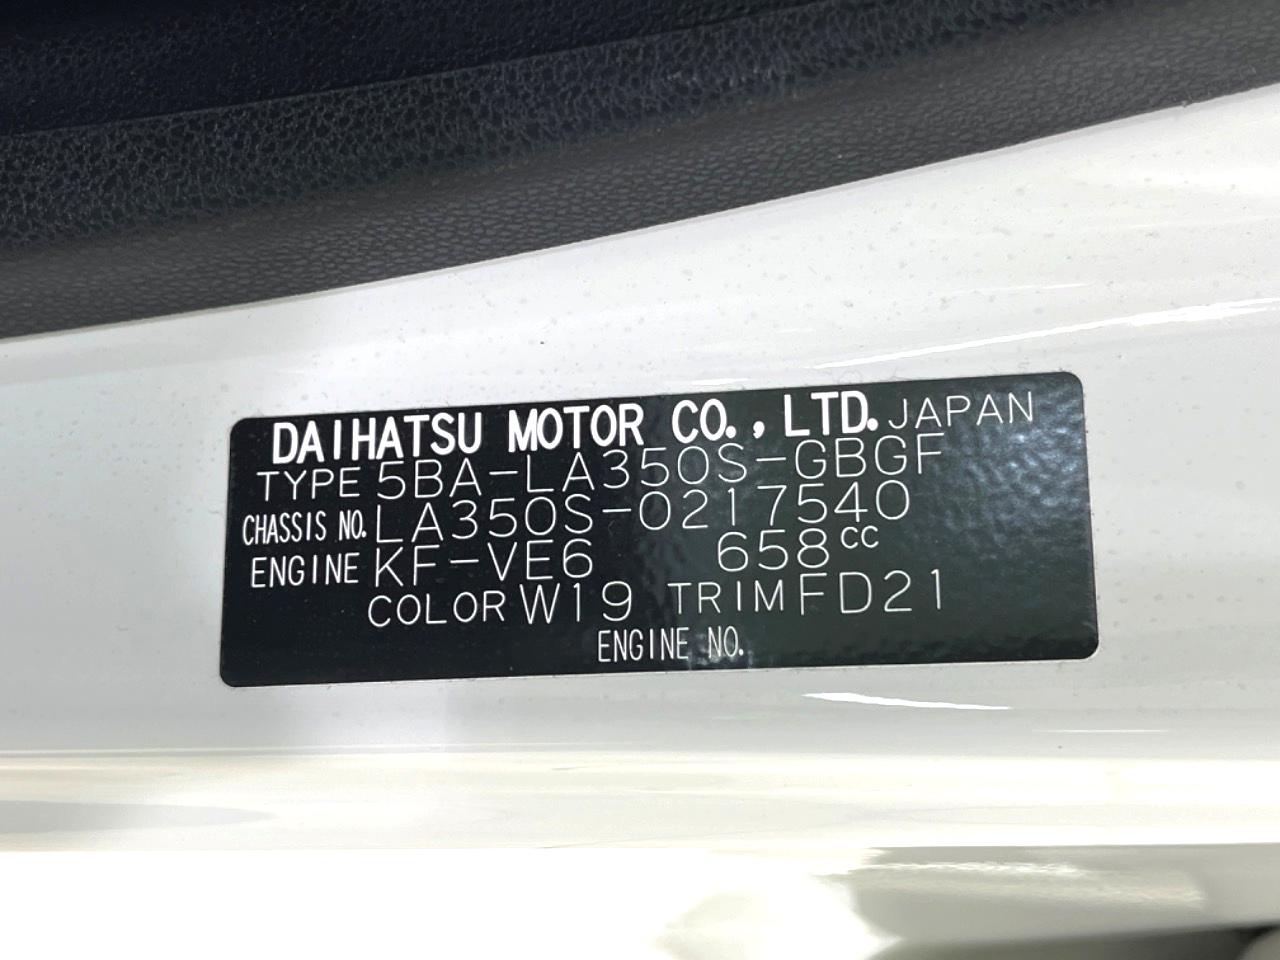 DAIHATSU MOTOR CO., LTD. JAPAN
TYPE 5BA-LA350S-GBGF
CHASSIS NO. LA350S-0217540
ENGINE KF-VE6 658cc
COLOR W19 TRIM FD21
ENGINE NO.